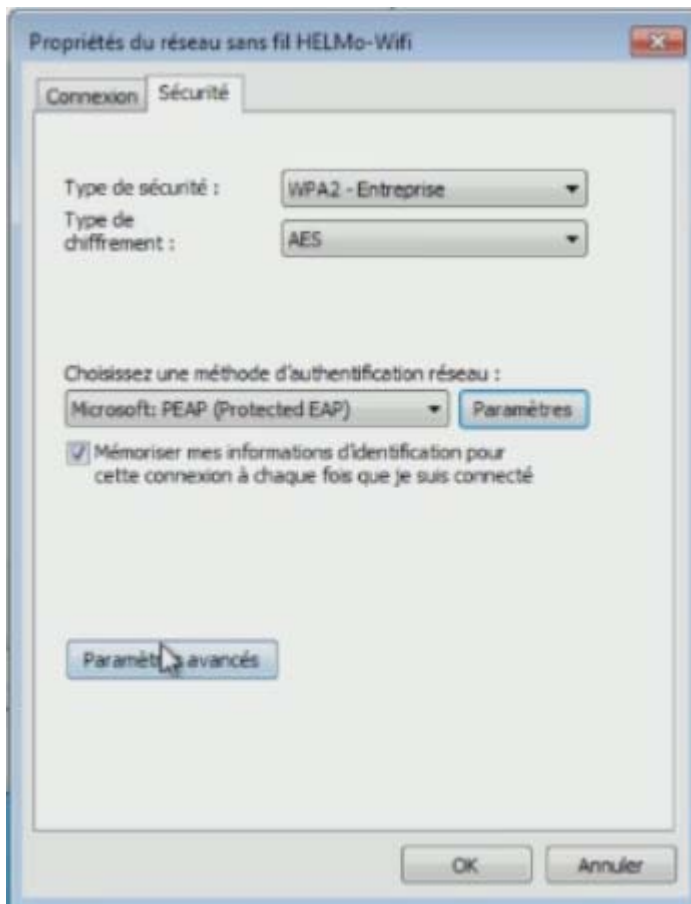 Propriétés du réseau sans fil HELMo-Wifi
Connexion
Sécurité
Type de sécurité :
WPA2 - Entreprise
Type de
chiffrement :
AES
Choisissez une méthode d'authentification réseau :
Microsoft: PEAP (Protected EAP)
Paramètres
Mémoriser mes informations d'identification pour
cette connexion à chaque fois que je suis connecté
Paramètres avancés
OK
Annuler